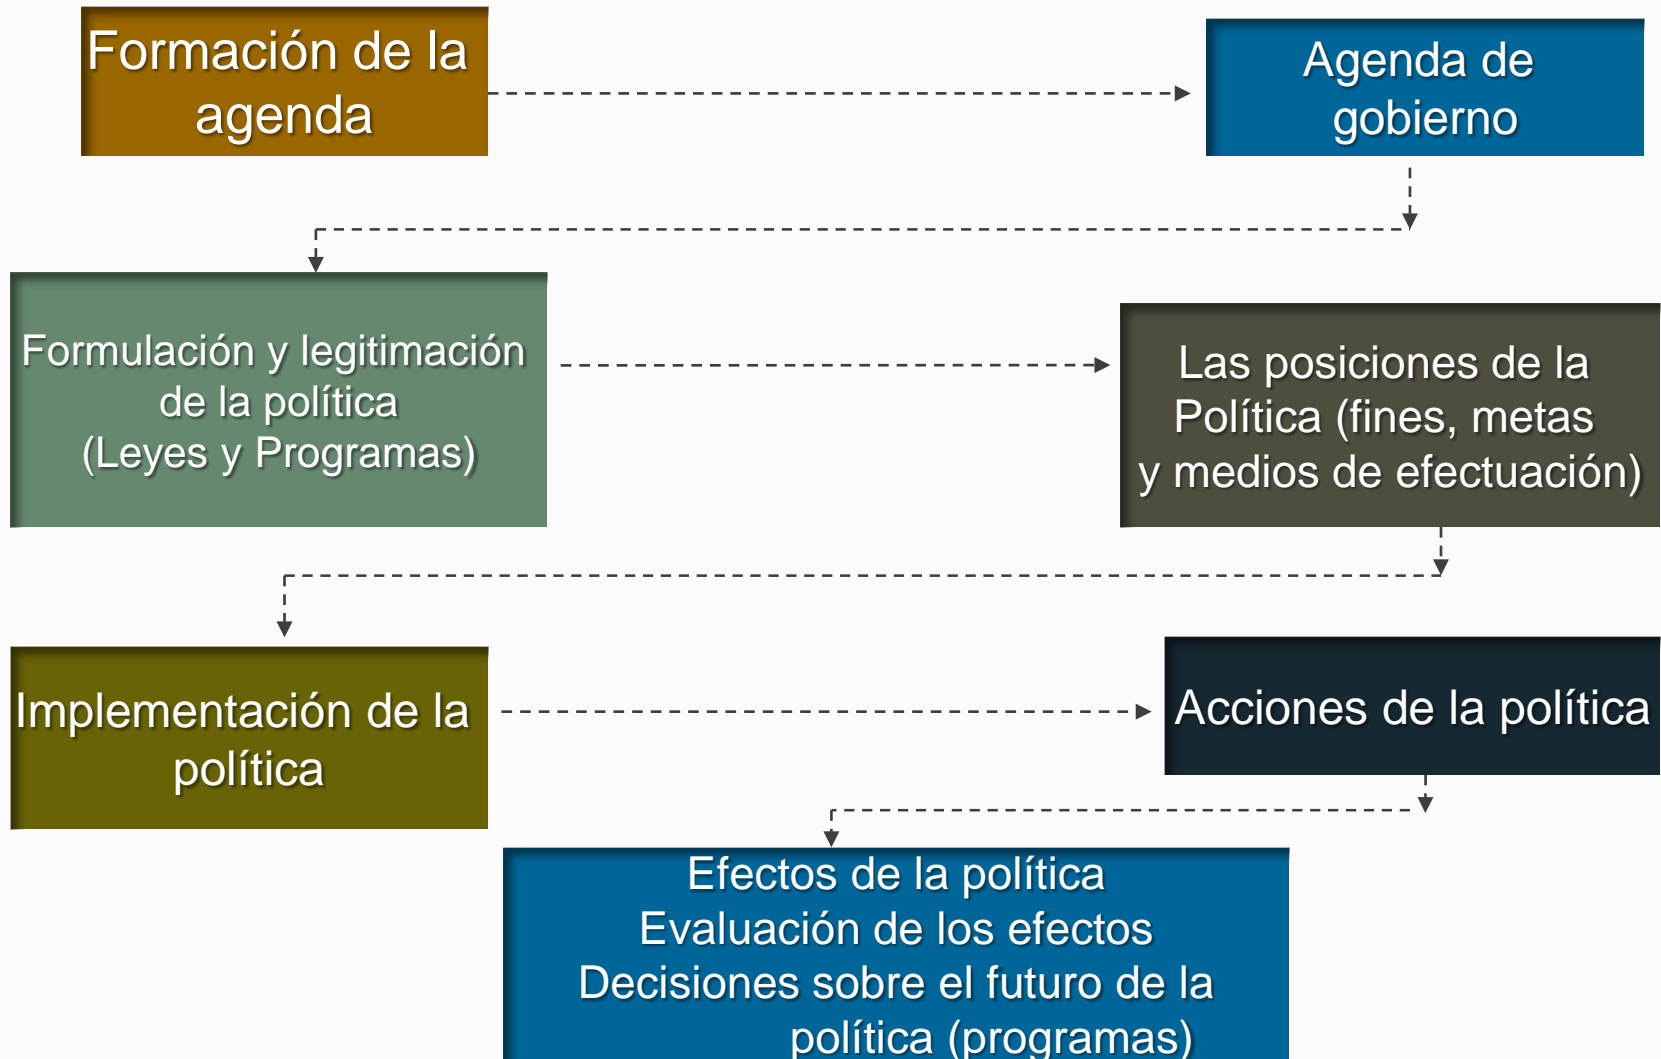 Formación de la
agenda
Agenda de
gobierno
Formulación y legitimación
de la política
(Leyes y Programas)
Las posiciones de la
Política (fines, metas
y medios de efectuación)
Implementación de la
política
Acciones de la política
Efectos de la política
Evaluación de los efectos
Decisiones sobre el futuro de la
política (programas)